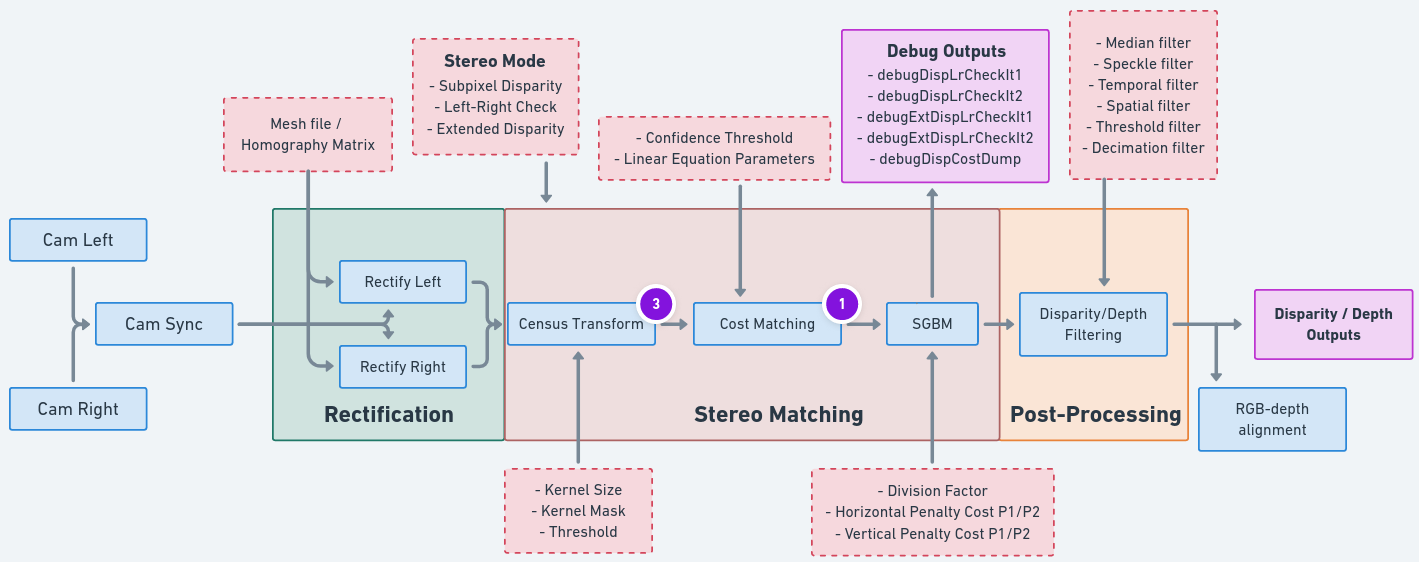 Mesh file /
Homography Matrix
Stereo Mode
- Subpixel Disparity
- Left-Right Check
- Extended Disparity
- Confidence Threshold
- Linear Equation Parameters
Debug Outputs
- debugDispLrCheckIt1
- debugDispLrCheckIt2
- debugExtDispLrCheckIt1
- debugExtDispLrCheckIt2
- debugDispCostDump
- Median filter
- Speckle filter
- Temporal filter
- Spatial filter
- Threshold filter
- Decimation filter
Cam Left
Cam Sync
Cam Right
Rectify Left
Rectify Right
Rectification
Census Transform
3
Cost Matching
1
SGBM
Stereo Matching
Disparity/Depth
Filtering
Post-Processing
Disparity / Depth
Outputs
RGB-depth
alignment
- Kernel Size
- Kernel Mask
- Threshold
- Division Factor
- Horizontal Penalty Cost P1/P2
- Vertical Penalty Cost P1/P2